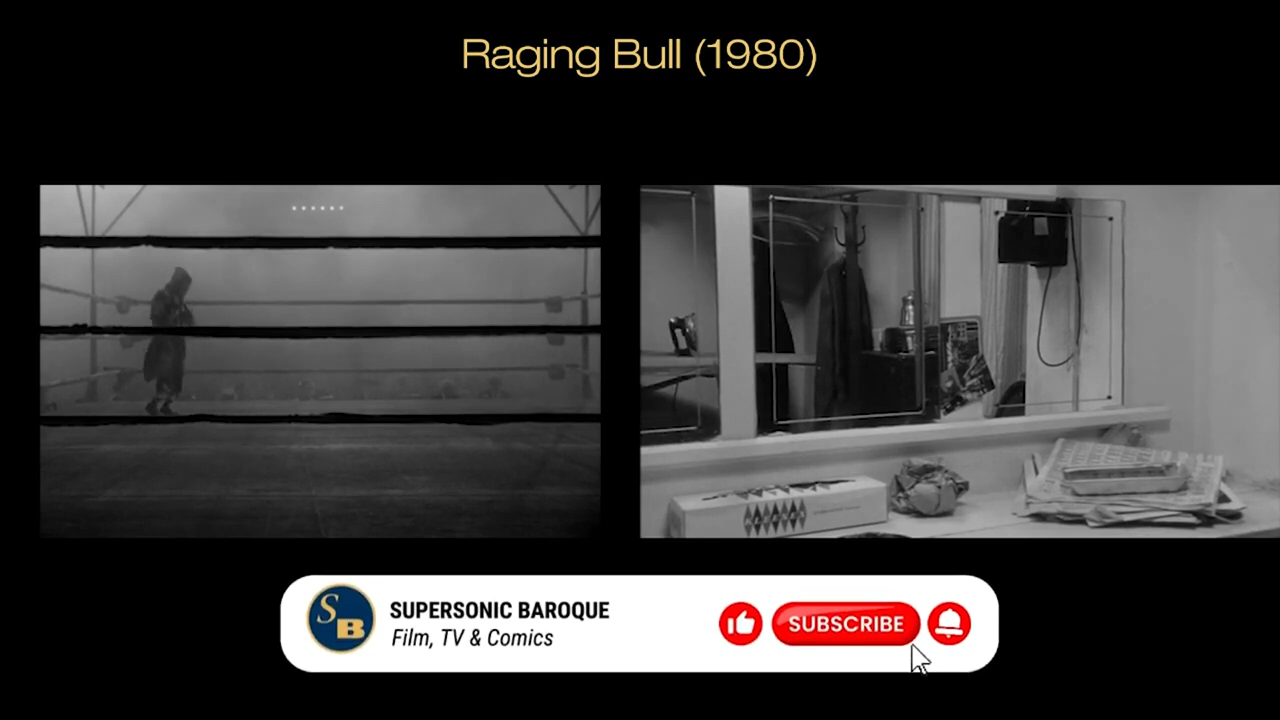 Raging Bull (1980)
SB
SUPERSONIC BAROQUE
Film, TV & Comics
SUBSCRIBE